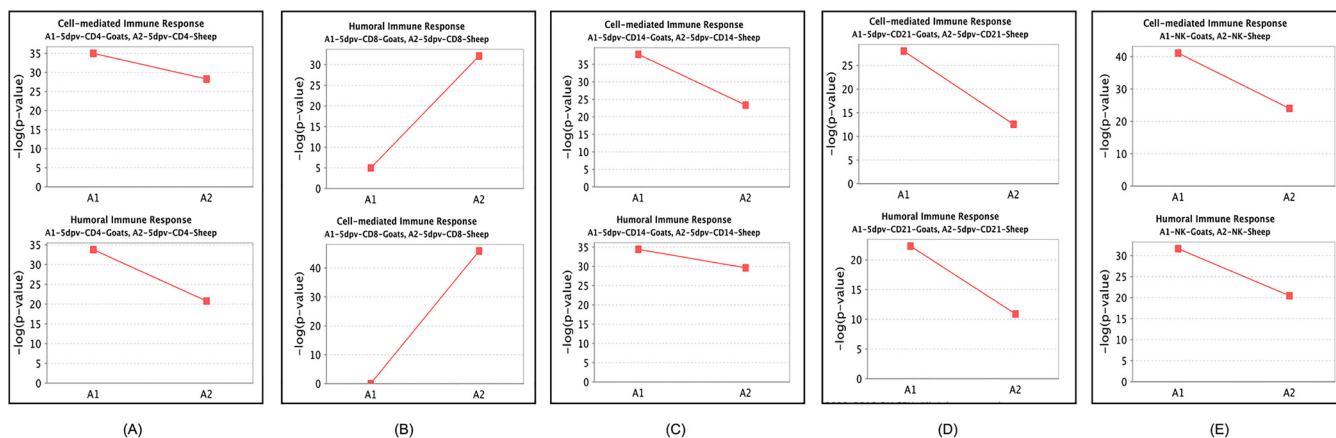 Cell-mediated Immune Response
A1-5dpv-CD4-Goats, A2-5dpv-CD4-Sheep
-log(p-value)
35
30
25
20
15
10
5
0
A1
A2
Humoral Immune Response
A1-5dpv-CD4-Goats, A2-5dpv-CD4-Sheep
-log(p-value)
35
30
25
20
15
10
5
0
A1
A2
(A)
Humoral Immune Response
A1-5dpv-CD8-Goats, A2-5dpv-CD8-Sheep
-log(p-value)
30
25
20
15
10
5
0
A1
A2
Cell-mediated Immune Response
A1-5dpv-CD8-Goats, A2-5dpv-CD8-Sheep
-log(p-value)
40
30
20
10
0
A1
A2
(B)
Cell-mediated Immune Response
A1-5dpv-CD14-Goats, A2-5dpv-CD14-Sheep
-log(p-value)
35
30
25
20
15
10
5
0
A1
A2
Humoral Immune Response
A1-5dpv-CD14-Goats, A2-5dpv-CD14-Sheep
-log(p-value)
35
30
25
20
15
10
5
0
A1
A2
(C)
Cell-mediated Immune Response
A1-5dpv-CD21-Goats, A2-5dpv-CD21-Sheep
-log(p-value)
25
20
15
10
5
0
A1
A2
Humoral Immune Response
A1-5dpv-CD21-Goats, A2-5dpv-CD21-Sheep
-log(p-value)
20
15
10
5
0
A1
A2
(D)
Cell-mediated Immune Response
A1-NK-Goats, A2-NK-Sheep
-log(p-value)
40
30
20
10
0
A1
A2
Humoral Immune Response
A1-NK-Goats, A2-NK-Sheep
-log(p-value)
30
25
20
15
10
5
0
A1
A2
(E)